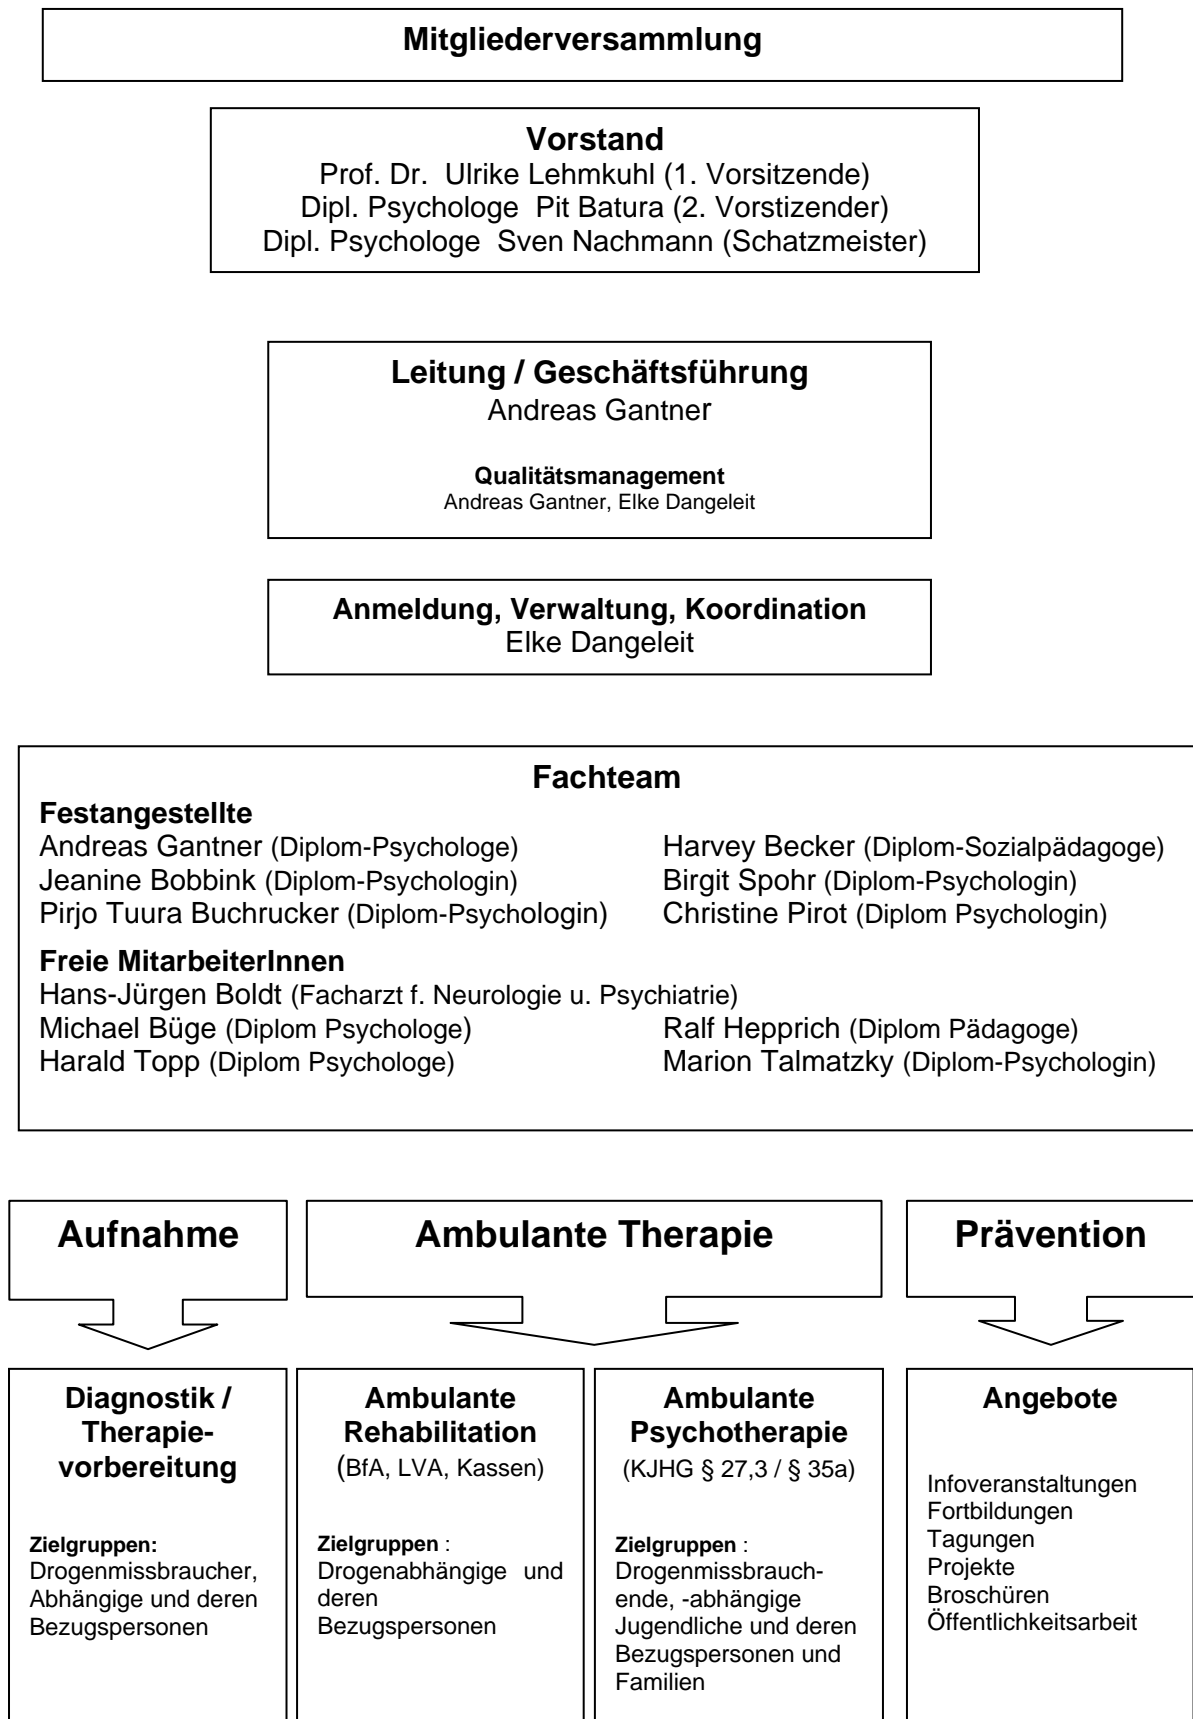 Mitgliederversammlung
Vorstand
Prof. Dr. Ulrike Lehmkuhl (1. Vorsitzende)
Dipl. Psychologe Pit Batura (2. Vorstizender)
Dipl. Psychologe Sven Nachmann (Schatzmeister)
Leitung / Geschäftsführung
Andreas Gantner
Qualitätsmanagement
Andreas Gantner, Elke Dangeleit
Anmeldung, Verwaltung, Koordination
Elke Dangeleit
Fachteam
Festangestellte
Andreas Gantner (Diplom-Psychologe) Harvey Becker (Diplom-Sozialpädagoge)
Jeanine Bobbink (Diplom-Psychologin) Birgit Spohr (Diplom-Psychologin)
Pirjo Tuura Buchrucker (Diplom-Psychologin) Christine Pirot (Diplom Psychologin)
Freie MitarbeiterInnen
Hans-Jürgen Boldt (Facharzt f. Neurologie u. Psychiatrie)
Michael Büge (Diplom Psychologe) Ralf Hepprich (Diplom Pädagoge)
Harald Topp (Diplom Psychologe) Marion Talmatzky (Diplom-Psychologin)
Aufnahme
Ambulante Therapie
Prävention
Diagnostik /
Therapie-
vorbereitung
Zielgruppen:
Drogenmissbraucher,
Abhängige und deren
Bezugspersonen
Ambulante
Rehabilitation
(BfA, LVA, Kassen)
Zielgruppen :
Drogenabhängige und
deren
Bezugspersonen
Ambulante
Psychotherapie
(KJHG § 27,3 / § 35a)
Zielgruppen :
Drogenmissbrauch-
ende, -abhängige
Jugendliche und deren
Bezugspersonen und
Familien
Angebote
Infoveranstaltungen
Fortbildungen
Tagungen
Projekte
Broschüren
Öffentlichkeitsarbeit